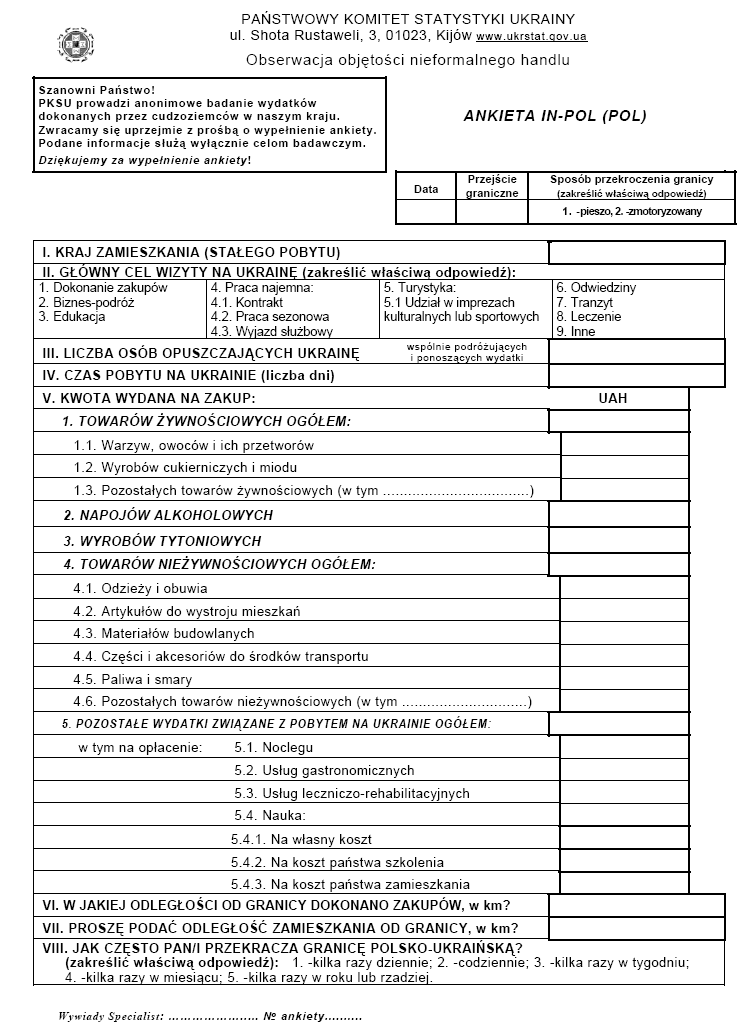 PAŃSTWOWY KOMITET STATYSTYKI UKRAINY
ul. Shota Rustaweli, 3, 01023, Kijów www.ukrstat.gov.ua
Obserwacja objętości nieformalnego handlu
Szanowni Państwo!
PKSU prowadzi anonimowe badanie wydatków
dokonanych przez cudzoziemców w naszym kraju.
Zwracamy się uprzejmie z prośbą o wypełnienie ankiety.
Podane informacje służą wyłącznie celom badawczym.
Dziękujemy za wypełnienie ankiety!
ANKIETA IN-POL (POL)
Data
Przejście
graniczne
Sposób przekroczenia granicy
(zakreślić właściwą odpowiedź)
1. -pieszo, 2. -zmotoryzowany
I. KRAJ ZAMIESZKANIA (STAŁEGO POBYTU)
II. GŁÓWNY CEL WIZYTY NA UKRAINĘ (zakreślić właściwą odpowiedź):
1. Dokonanie zakupów
2. Biznes-podróż
3. Edukacja
4. Praca najemna:
4.1. Kontrakt
4.2. Praca sezonowa
4.3. Wyjazd służbowy
5. Turystyka:
5.1 Udział w imprezach
kulturalnych lub sportowych
6. Odwiedziny
7. Tranzyt
8. Leczenie
9. Inne
III. LICZBA OSÓB OPUSZCZAJĄCYCH UKRAINĘ
wspólnie podróżujących
i ponoszących wydatki
IV. CZAS POBYTU NA UKRAINIE (liczba dni)
V. KWOTA WYDANA NA ZAKUP: UAH
1. TOWARÓW ŻYWNOŚCIOWYCH OGÓŁEM:
1.1. Warzyw, owoców i ich przetworów
1.2. Wyrobów cukierniczych i miodu
1.3. Pozostałych towarów żywnościowych (w tym ...................................)
2. NAPOJÓW ALKOHOLOWYCH
3. WYROBÓW TYTONIOWYCH
4. TOWARÓW NIEŻYWNOŚCIOWYCH OGÓŁEM:
4.1. Odzieży i obuwia
4.2. Artykułów do wystroju mieszkań
4.3. Materiałów budowlanych
4.4. Części i akcesoriów do środków transportu
4.5. Paliwa i smary
4.6. Pozostałych towarów nieżywnościowych (w tym ..............................)
5. POZOSTAŁE WYDATKI ZWIĄZANE Z POBYTEM NA UKRAINIE OGÓŁEM:
w tym na opłacenie: 5.1. Noclegu
5.2. Usług gastronomicznych
5.3. Usług leczniczo-rehabilitacyjnych
5.4. Nauka:
5.4.1. Na własny koszt
5.4.2. Na koszt państwa szkolenia
5.4.3. Na koszt państwa zamieszkania
VI. W JAKIEJ ODLEGŁOŚCI OD GRANICY DOKONANO ZAKUPÓW, w km?
VII. PROSZĘ PODAĆ ODLEGŁOŚĆ ZAMIESZKANIA OD GRANICY, w km?
VIII. JAK CZĘSTO PAN/I PRZEKRACZA GRANICĘ POLSKO-UKRAIŃSKĄ?
(zakreślić właściwą odpowiedź): 1. -kilka razy dziennie; 2. -codziennie; 3. -kilka razy w tygodniu;
4. -kilka razy w miesiącu; 5. -kilka razy w roku lub rzadziej.
Wywiady Specialist: ………………….. № ankiety..........